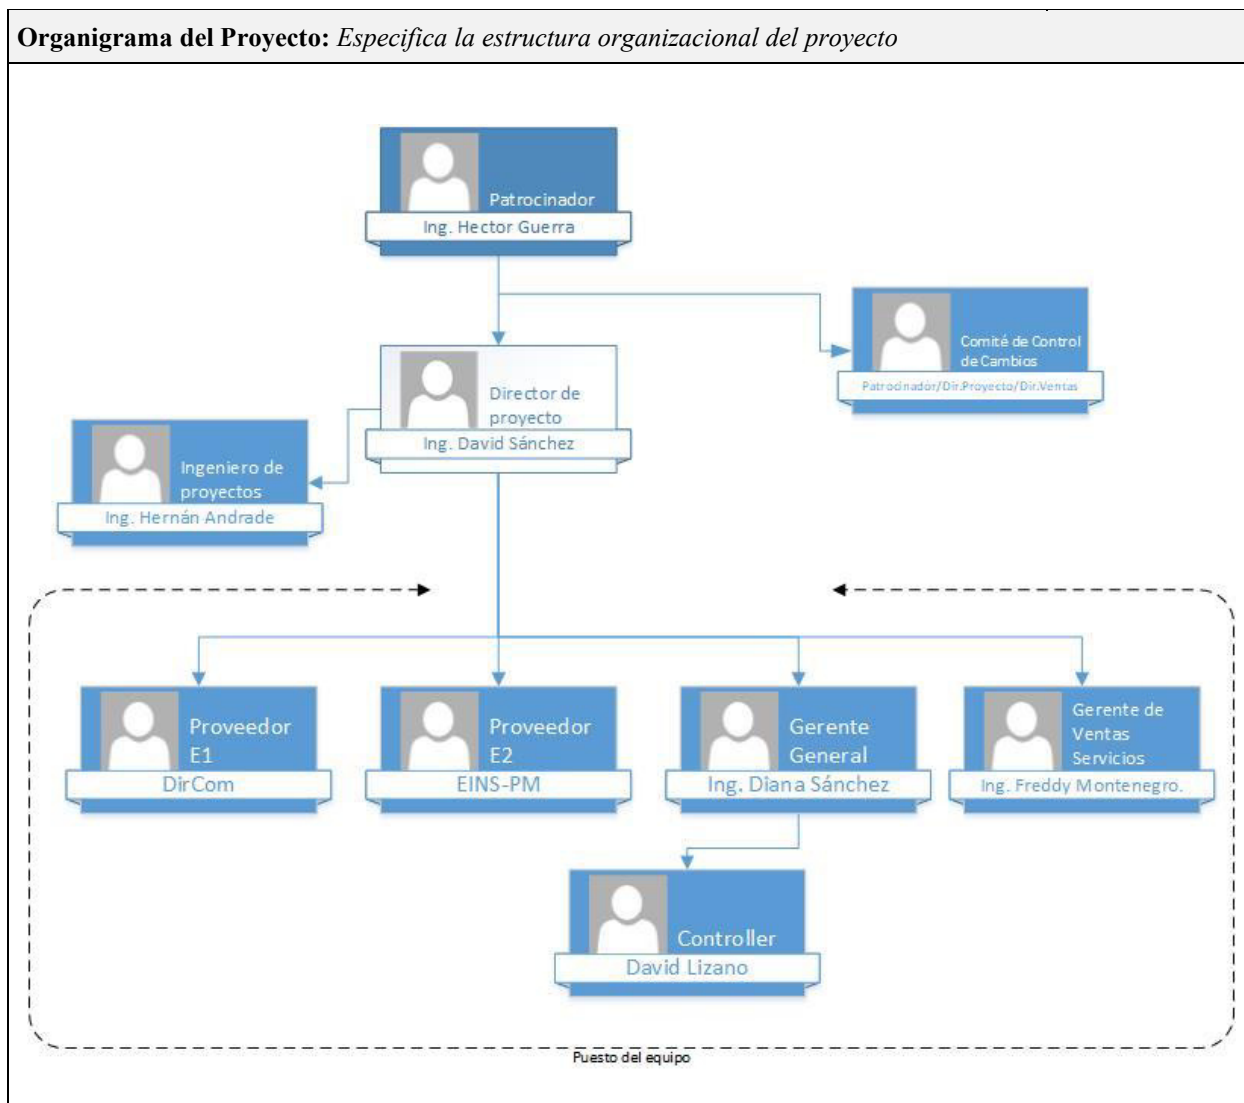 Organigrama del Proyecto: Especifica la estructura organizacional del proyecto
Patrocinador
Ing. Hector Guerra
Comité de Control
de Cambios
Patrocinador/Dir.Proyecto/Dir.Ventas
Director de
proyecto
Ing. David Sánchez
Ingeniero de
proyectos
Ing. Hernán Andrade
Proveedor
E1
DirCom
Proveedor
E2
EINS-PM
Gerente
General
Ing. Diana Sánchez
Gerente de
Ventas
Servicios
Ing. Freddy Montenegro.
Controller
David Lizano
Puesto del equipo